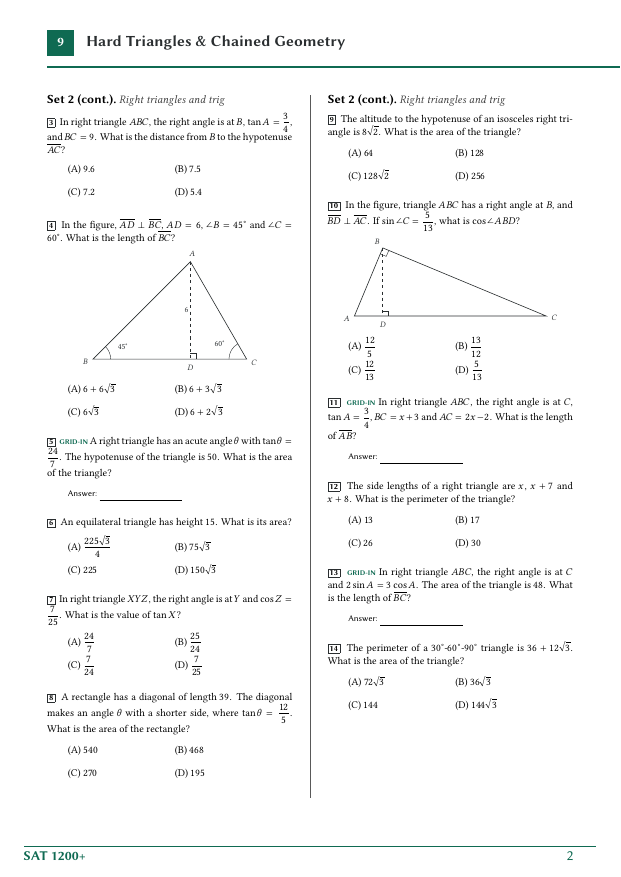 9 Hard Triangles & Chained Geometry
Set 2 (cont.). Right triangles and trig
3 In right triangle ABC, the right angle is at B, tan A = 3/4,
and BC = 9. What is the distance from B to the hypotenuse
AC?
(A) 9.6 (B) 7.5
(C) 7.2 (D) 5.4
4 In the figure, AD ⊥ BC, AD = 6, ∠B = 45° and ∠C =
60°. What is the length of BC?
A
6
45° 60°
B D C
(A) 6 + 6√3 (B) 6 + 3√3
(C) 6√3 (D) 6 + 2√3
5 GRID-IN A right triangle has an acute angle θ with tan θ =
24/7. The hypotenuse of the triangle is 50. What is the area
of the triangle?
Answer:
6 An equilateral triangle has height 15. What is its area?
(A) 225√3/4 (B) 75√3
(C) 225 (D) 150√3
7 In right triangle XYZ, the right angle is at Y and cos Z =
7/25. What is the value of tan X?
(A) 24/7 (B) 25/24
(C) 7/24 (D) 7/25
8 A rectangle has a diagonal of length 39. The diagonal
makes an angle θ with a shorter side, where tan θ = 12/5.
What is the area of the rectangle?
(A) 540 (B) 468
(C) 270 (D) 195
Set 2 (cont.). Right triangles and trig
9 The altitude to the hypotenuse of an isosceles right tri-
angle is 8√2. What is the area of the triangle?
(A) 64 (B) 128
(C) 128√2 (D) 256
10 In the figure, triangle ABC has a right angle at B, and
BD ⊥ AC. If sin∠C = 5/13, what is cos∠ABD?
B
A D C
(A) 12/5 (B) 13/12
(C) 12/13 (D) 5/13
11 GRID-IN In right triangle ABC, the right angle is at C,
tan A = 3/4, BC = x+3 and AC = 2x−2. What is the length
of AB?
Answer:
12 The side lengths of a right triangle are x, x + 7 and
x + 8. What is the perimeter of the triangle?
(A) 13 (B) 17
(C) 26 (D) 30
13 GRID-IN In right triangle ABC, the right angle is at C
and 2 sin A = 3 cos A. The area of the triangle is 48. What
is the length of BC?
Answer:
14 The perimeter of a 30°-60°-90° triangle is 36 + 12√3.
What is the area of the triangle?
(A) 72√3 (B) 36√3
(C) 144 (D) 144√3
SAT 1200+ 2